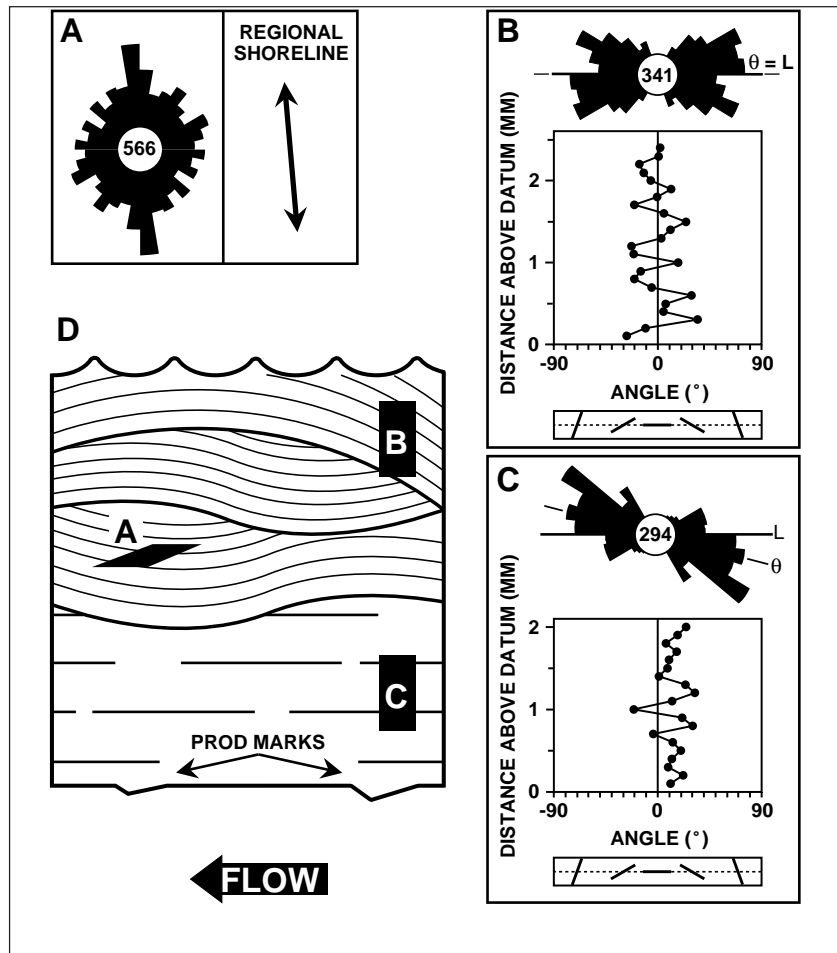 A
REGIONAL
SHORELINE
566
B
341
θ = L
DISTANCE ABOVE DATUM (MM)
2
1
0
-90
0
90
ANGLE (°)
D
B
A
C
PROD MARKS
FLOW
C
294
L
θ
DISTANCE ABOVE DATUM (MM)
2
1
0
-90
0
90
ANGLE (°)